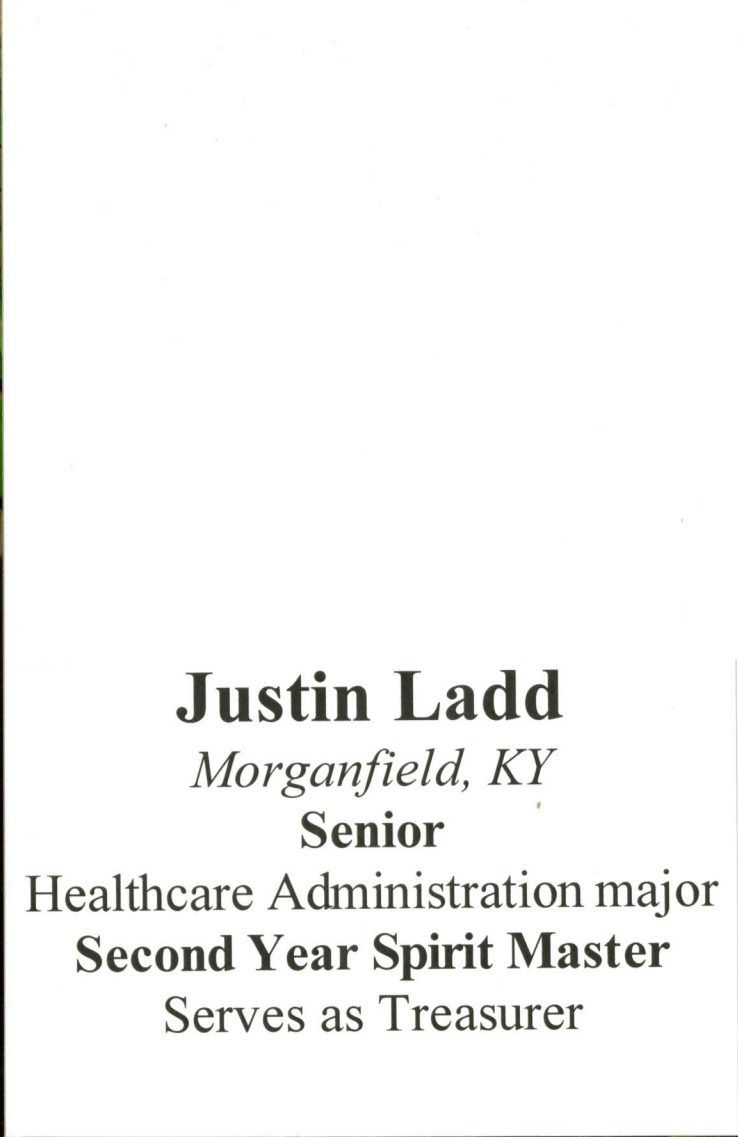 Justin Ladd
Morganfield, KY
Senior
Healthcare Administration major
Second Year Spirit Master
Serves as Treasurer